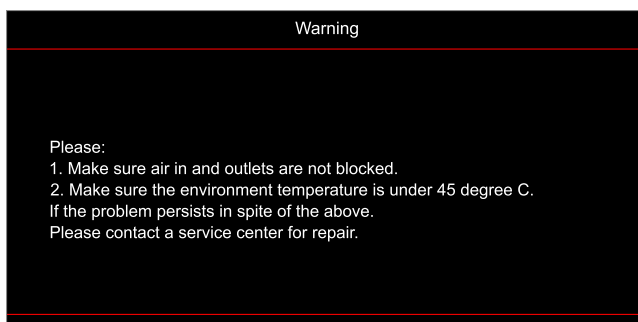 Warning
Please:
1. Make sure air in and outlets are not blocked.
2. Make sure the environment temperature is under 45 degree C.
If the problem persists in spite of the above.
Please contact a service center for repair.